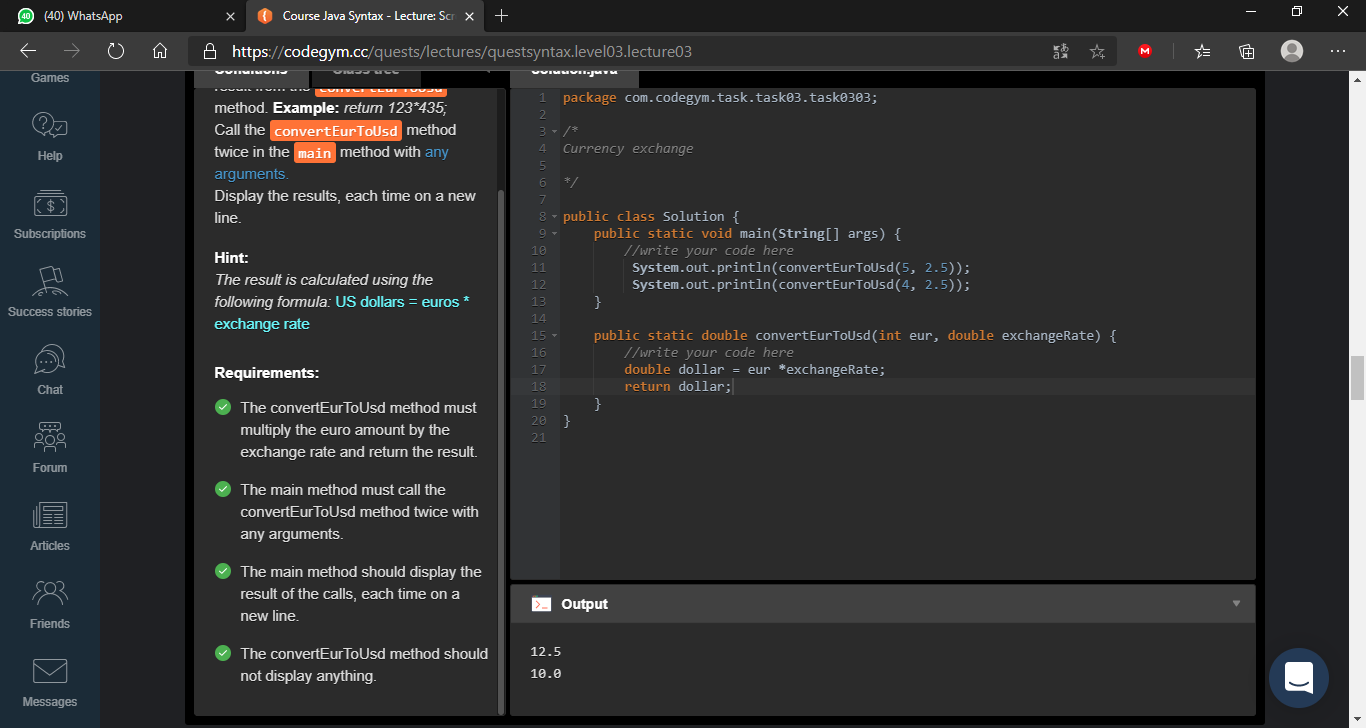 (40) WhatsApp
Course Java Syntax - Lecture: Scr
https://codegym.cc/quests/lectures/questsyntax.level03.lecture03
Games
Help
Subscriptions
Success stories
Chat
Forum
Articles
Friends
Messages
Conditions
Class tree
result from the convertEurToUsd
method. Example: return 123*435;
Call the convertEurToUsd method
twice in the main method with any
arguments.
Display the results, each time on a new
line.
Hint:
The result is calculated using the
following formula: US dollars = euros *
exchange rate
Requirements:
The convertEurToUsd method must
multiply the euro amount by the
exchange rate and return the result.
The main method must call the
convertEurToUsd method twice with
any arguments.
The main method should display the
result of the calls, each time on a
new line.
The convertEurToUsd method should
not display anything.
Solution.java
1 package com.codegym.task.task03.task0303;
2
3 /*
4 Currency exchange
5
6 */
7
8 public class Solution {
9 public static void main(String[] args) {
10 //write your code here
11 System.out.println(convertEurToUsd(5, 2.5));
12 System.out.println(convertEurToUsd(4, 2.5));
13 }
14
15 public static double convertEurToUsd(int eur, double exchangeRate) {
16 //write your code here
17 double dollar = eur *exchangeRate;
18 return dollar;
19 }
20 }
21
Output
12.5
10.0